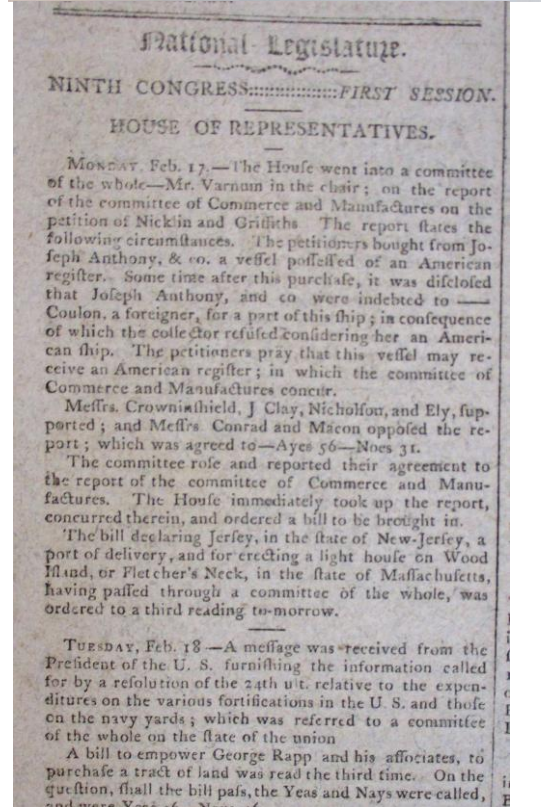 National Legislature.
NINTH CONGRESS::::::::::::::::::FIRST SESSION.
HOUSE OF REPRESENTATIVES.
MONDAY, Feb. 17.—The House went into a committee
of the whole—Mr. Varnum in the chair; on the report
of the committee of Commerce and Manufactures on the
petition of Nicklin and Griffiths The report ſtates the
following circumſtances. The petitioners bought from Jo-
ſeph Anthony, & co. a veſſel poſſeſſed of an American
regiſter. Some time after this purchaſe, it was diſcloſed
that Joſeph Anthony, and co were indebted to ——
Coulon, a foreigner, for a part of this ſhip; in conſequence
of which the collector refuſed conſidering her an Ameri-
can ſhip. The petitioners pray that this veſſel may re-
ceive an American regiſter; in which the committee of
Commerce and Manufactures concur.
Meſſrs. Crowninſhield, J Clay, Nicholſon, and Ely, ſup-
ported; and Meſſrs Conrad and Macon oppoſed the re-
port; which was agreed to—Ayes 56—Noes 31.
The committee roſe and reported their agreement to
the report of the committee of Commerce and Manu-
factures. The Houſe immediately took up the report,
concurred therein, and ordered a bill to be brought in.
The bill declaring Jerſey, in the ſtate of New-Jerſey, a
port of delivery, and for erecting a light houſe on Wood
Iſland, or Fletcher's Neck, in the ſtate of Maſſachuſetts,
having paſſed through a committee of the whole, was
ordered to a third reading to-morrow.
TUESDAY, Feb. 18—A meſſage was received from the
Preſident of the U. S. furniſhing the information called
for by a reſolution of the 24th ult. relative to the expen-
ditures on the various fortifications in the U S. and thoſe
on the navy yards; which was referred to a committee
of the whole on the ſtate of the union
A bill to empower George Rapp and his aſſociates, to
purchaſe a tract of land was read the third time. On the
queſtion, ſhall the bill paſs, the Yeas and Nays were called,
and were Yeas